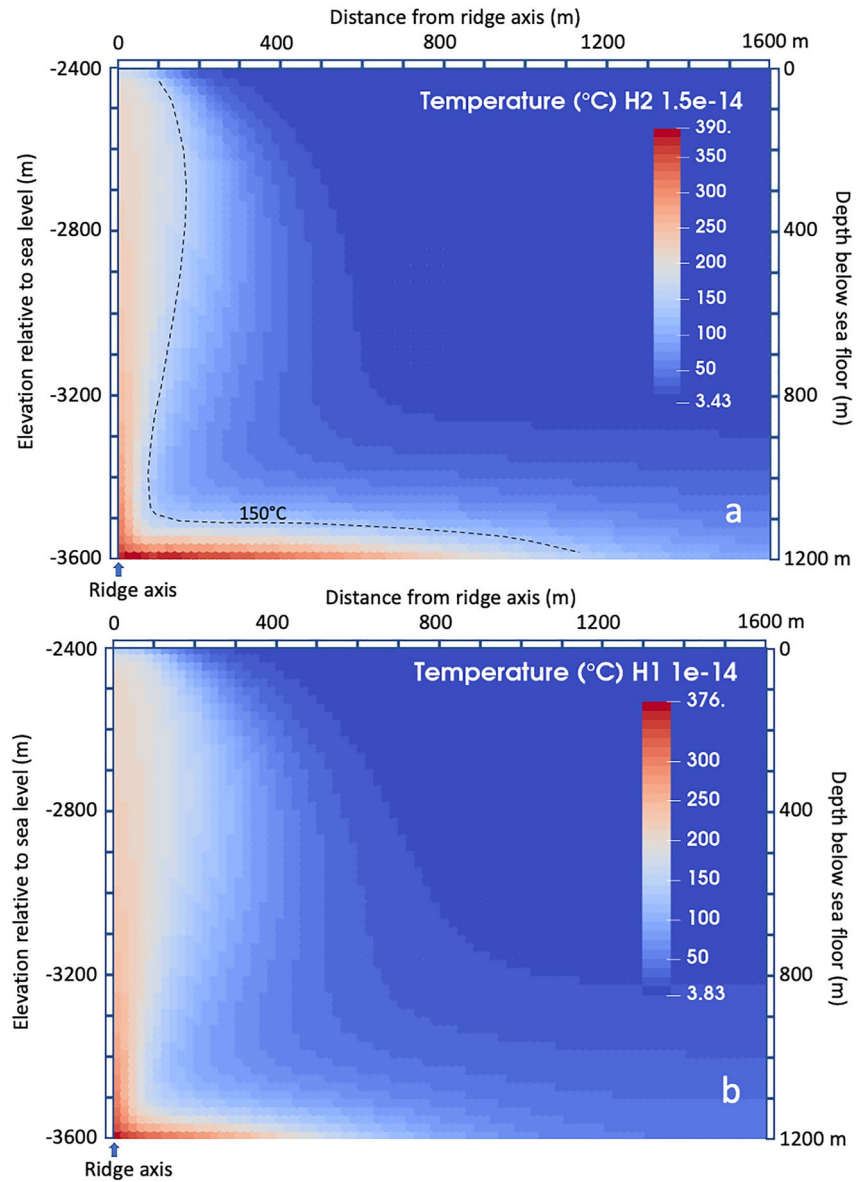 Distance from ridge axis (m)
0 400 800 1200 1600 m
-2400 0
Temperature (°C) H2 1.5e-14
390.
350
300
250
200
150
100
50
3.43
-2800 400
-3200 800
-3600 1200 m
Elevation relative to sea level (m)
Depth below sea floor (m)
150°C
a
Ridge axis
Distance from ridge axis (m)
0 400 800 1200 1600 m
-2400 0
Temperature (°C) H1 1e-14
376.
300
250
200
150
100
50
3.83
-2800 400
-3200 800
-3600 1200 m
Elevation relative to sea level (m)
Depth below sea floor (m)
b
Ridge axis